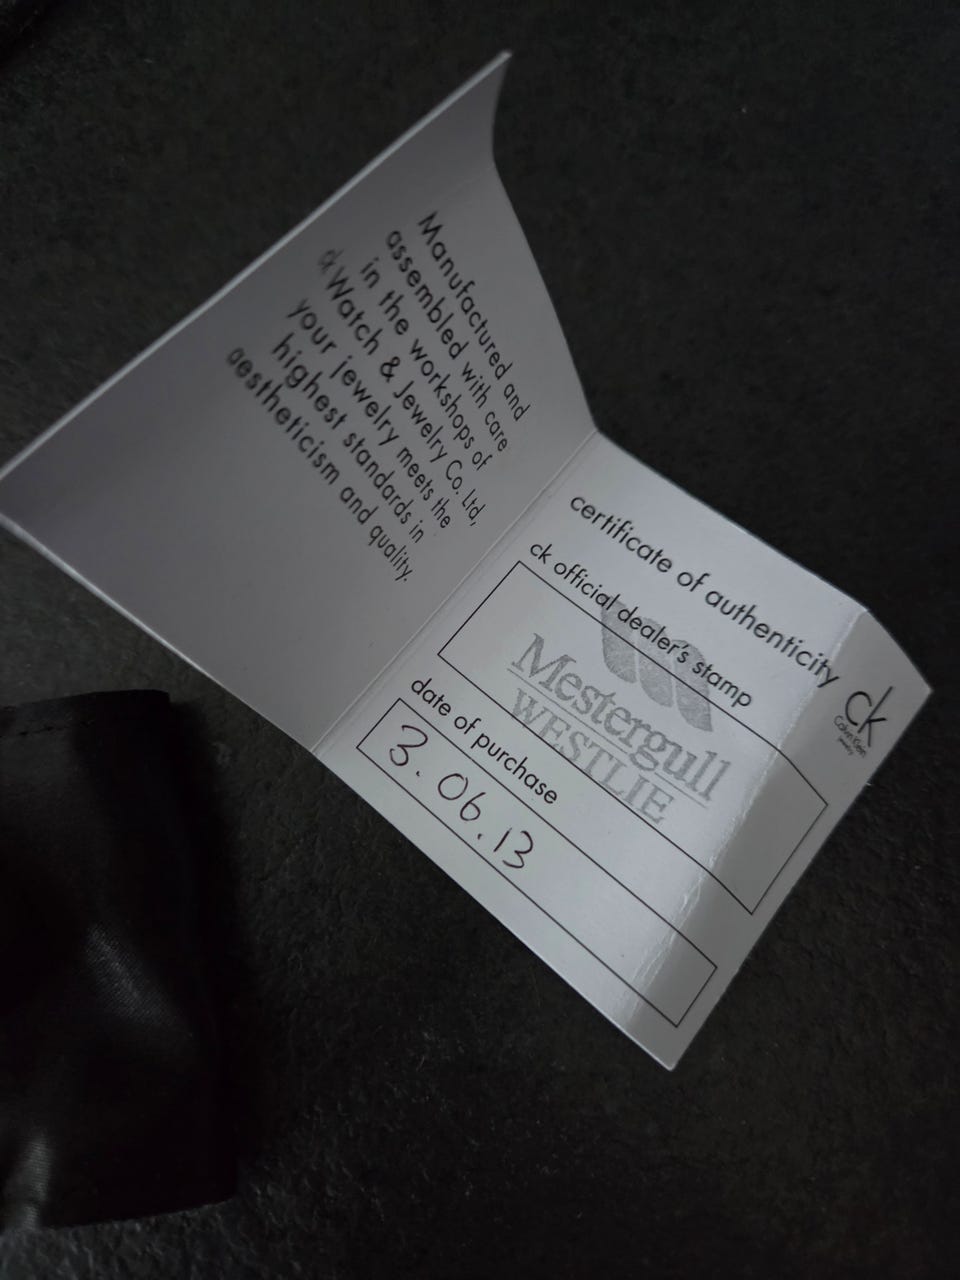 Manufactured and
assembled with care
in the workshops of
ck Watch & Jewelry Co. Ltd,
your jewelry meets the
highest standards in
aestheticism and quality.
certificate of authenticity
ck
Calvin Klein
jewelry
ck official dealer's stamp
Mestergull
WESTLIE
date of purchase
3.06.13